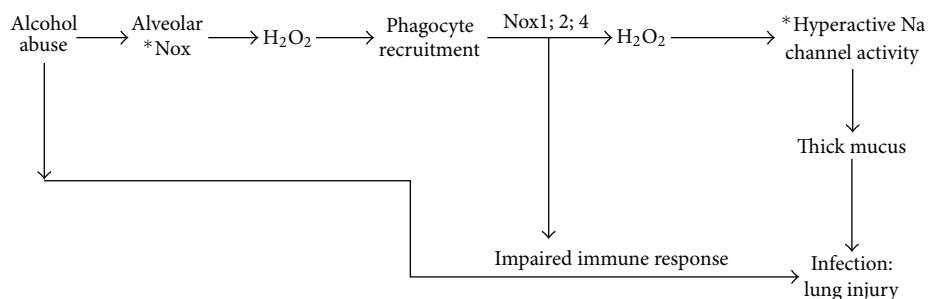 Alcohol
abuse
Alveolar
*Nox
H₂O₂
Phagocyte
recruitment
Nox1; 2; 4
H₂O₂
*Hyperactive Na
channel activity
Thick mucus
Impaired immune response
Infection:
lung injury